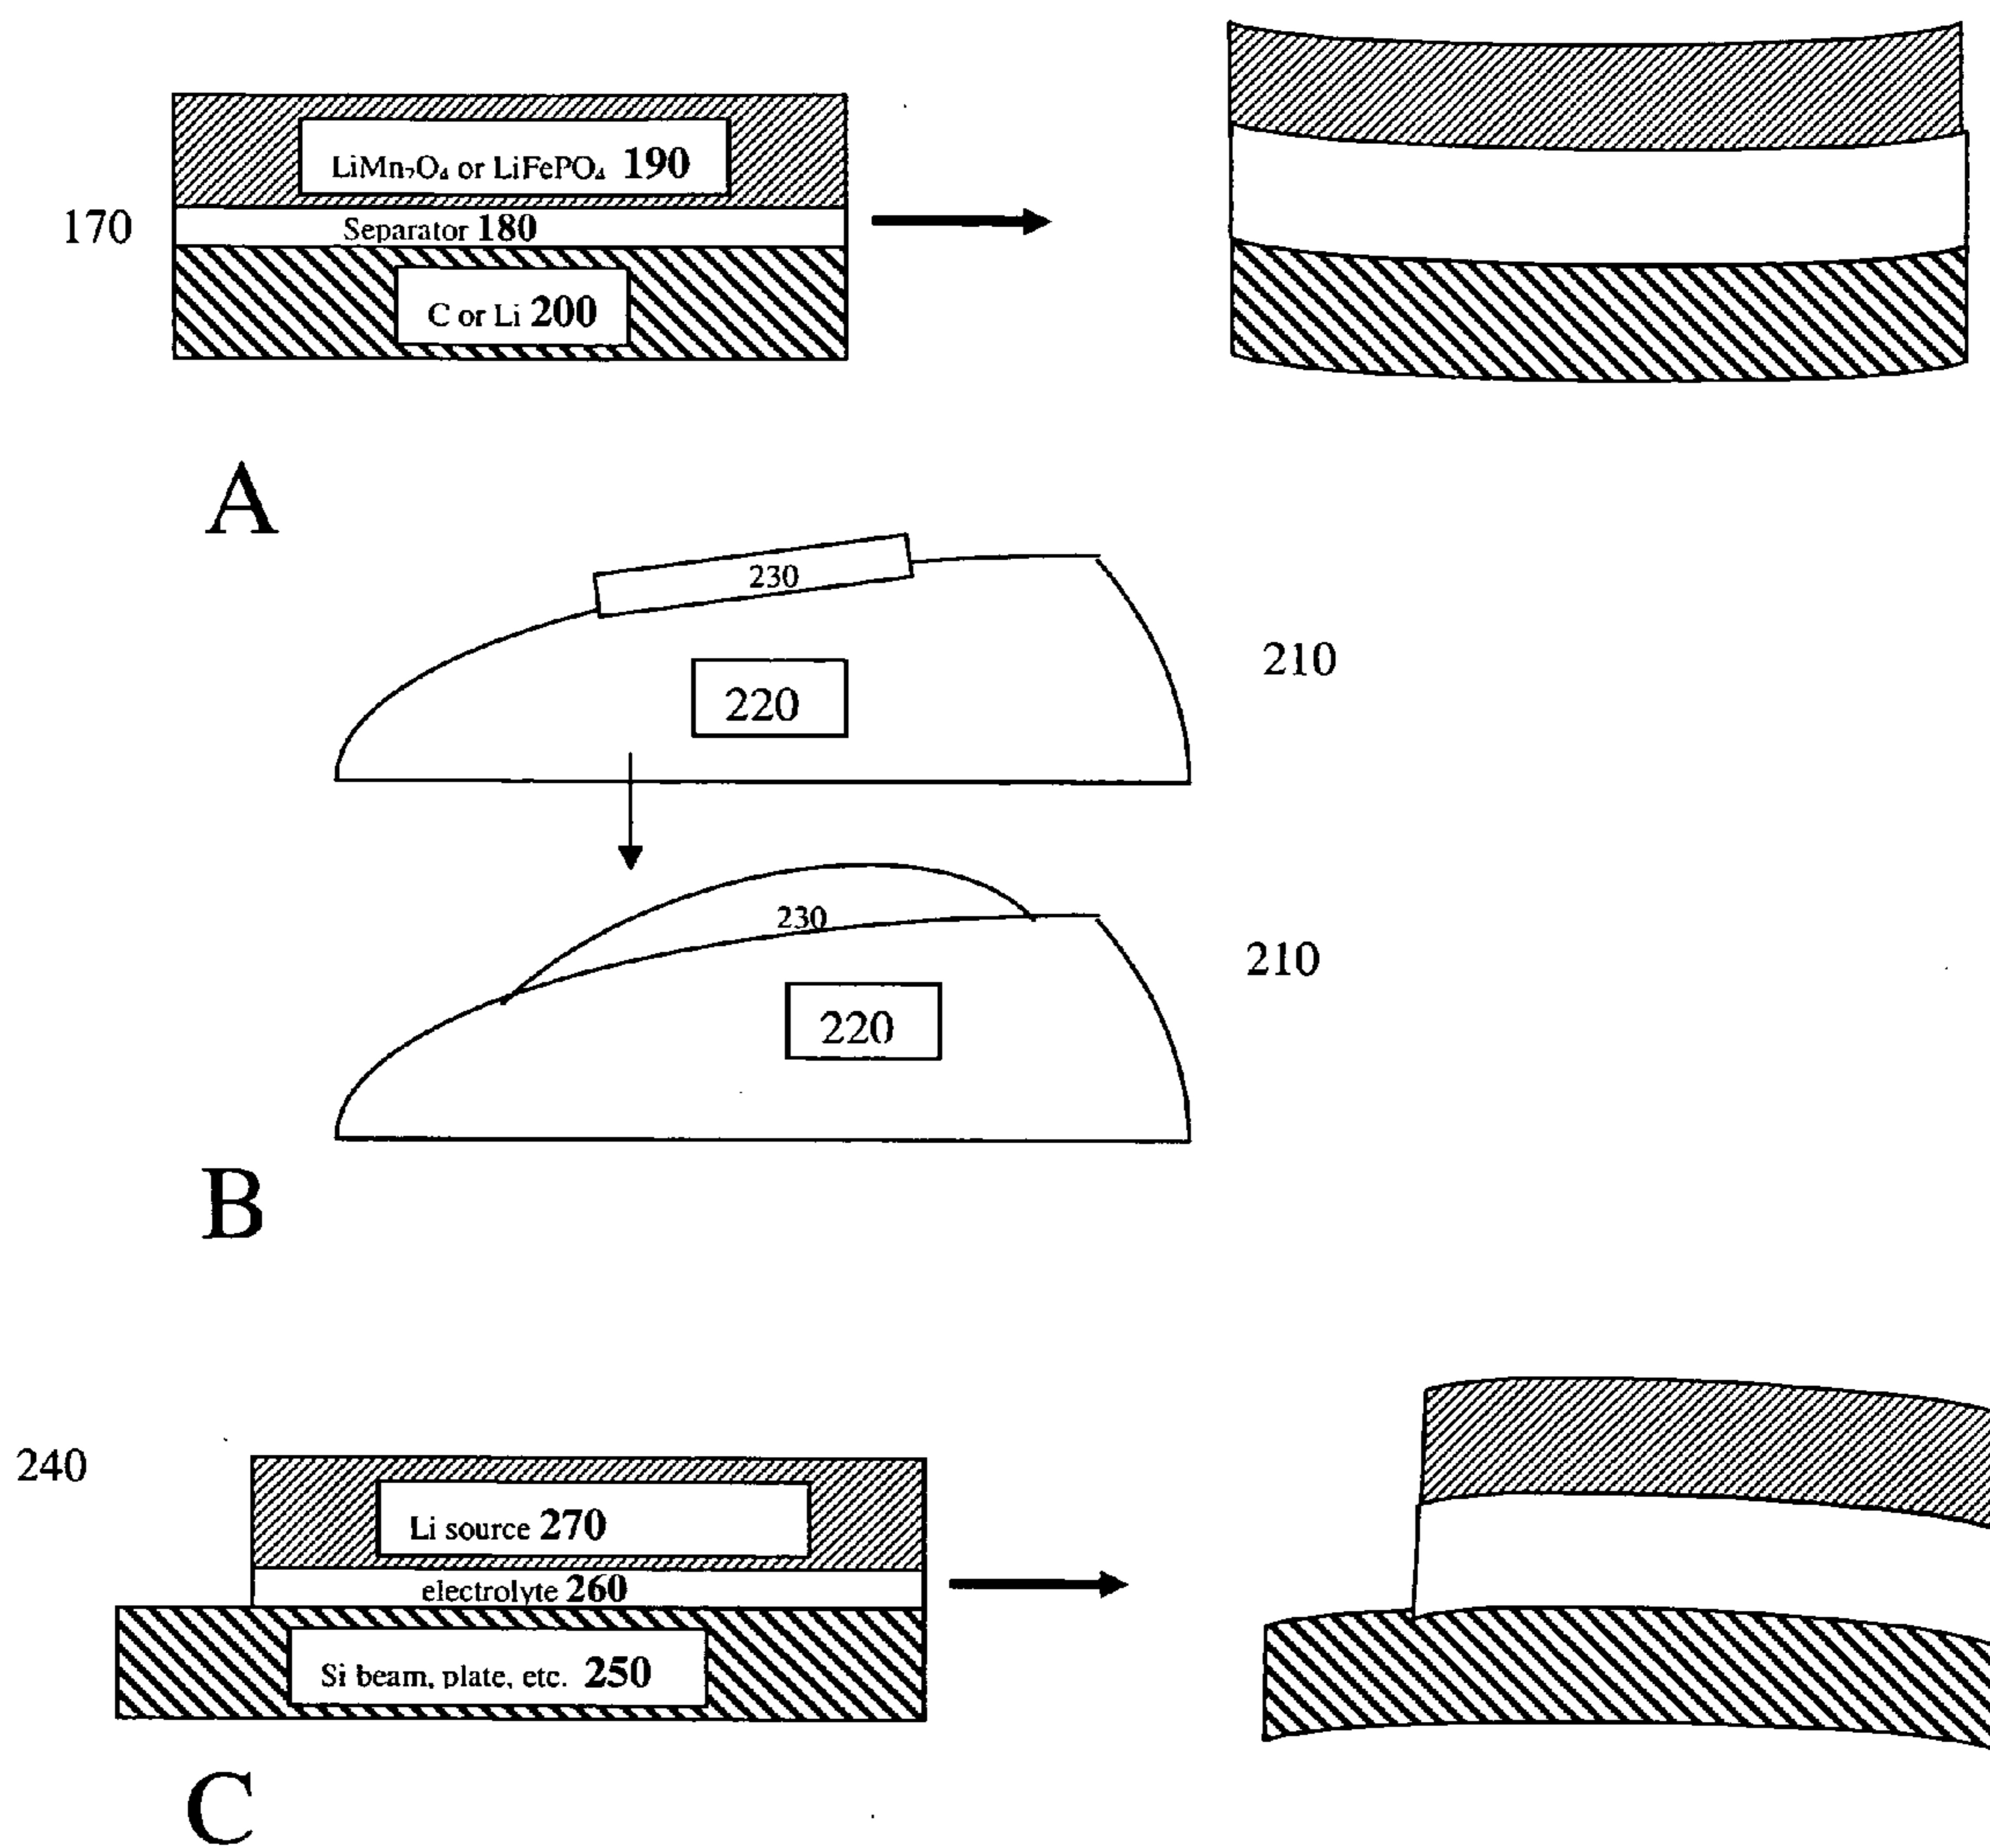 LiMn₂O₄ or LiFePO₄ 190
170
Separator 180
C or Li 200
A
230
210
220
230
210
220
B
240
Li source 270
electrolyte 260
Si beam, plate, etc. 250
C